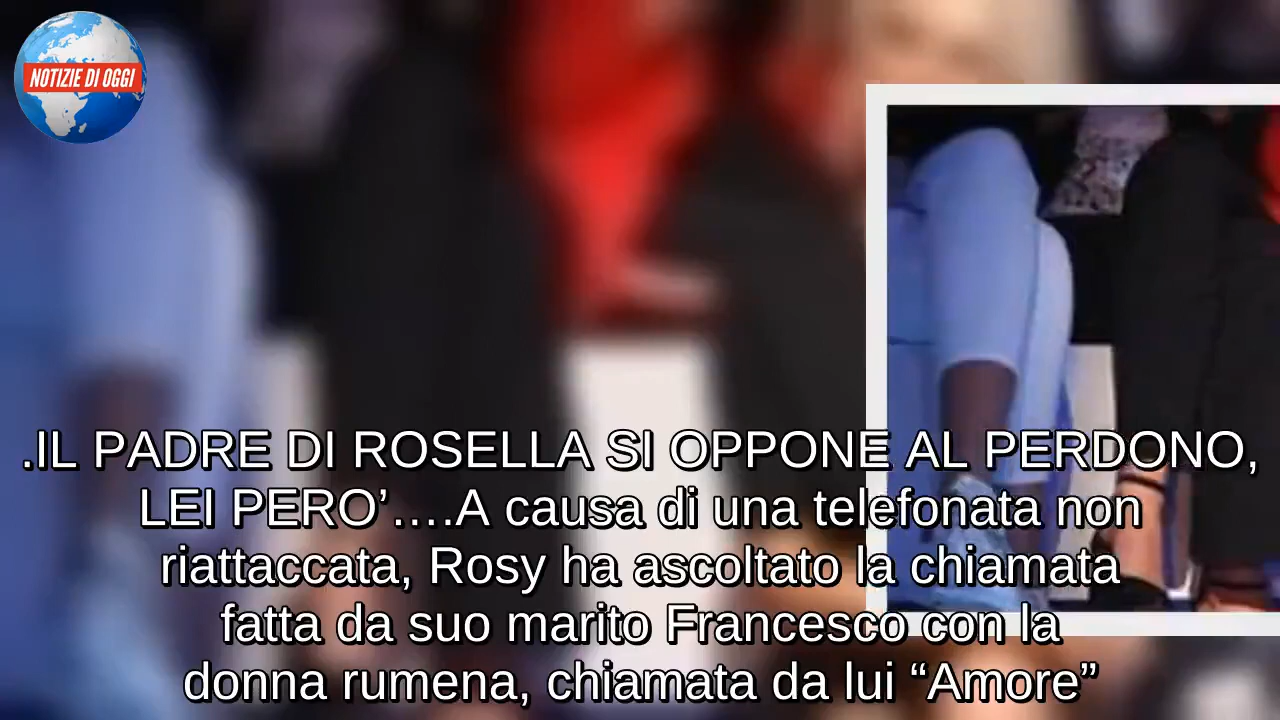 NOTIZIE DI OGGI
.IL PADRE DI ROSELLA SI OPPONE AL PERDONO,
LEI PERO’....A causa di una telefonata non
riattaccata, Rosy ha ascoltato la chiamata
fatta da suo marito Francesco con la
donna rumena, chiamata da lui “Amore”